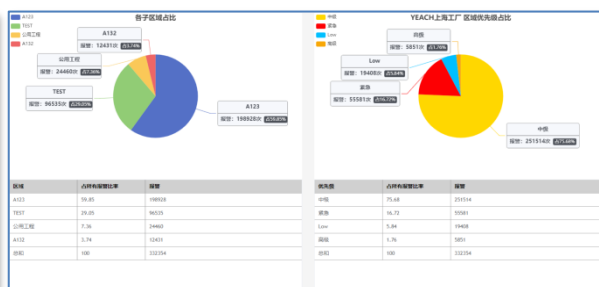 各子区域占比
A123
TEST
公用工程
A132
A132
报警：12431次 占3.74%
公用工程
报警：24460次 占7.36%
TEST
报警：96535次 占29.05%
A123
报警：198928次 占59.85%
区域 占所有报警比率 报警
A123 59.85 198928
TEST 29.05 96535
公用工程 7.36 24460
A132 3.74 12431
总和 100 332354
YEACH上海工厂 区域优先级占比
中级
紧急
Low
高级
高级
报警：5851次 占1.76%
Low
报警：19408次 占5.84%
紧急
报警：55581次 占16.72%
中级
报警：251514次 占75.68%
优先级 占所有报警比率 报警
中级 75.68 251514
紧急 16.72 55581
Low 5.84 19408
高级 1.76 5851
总和 100 332354